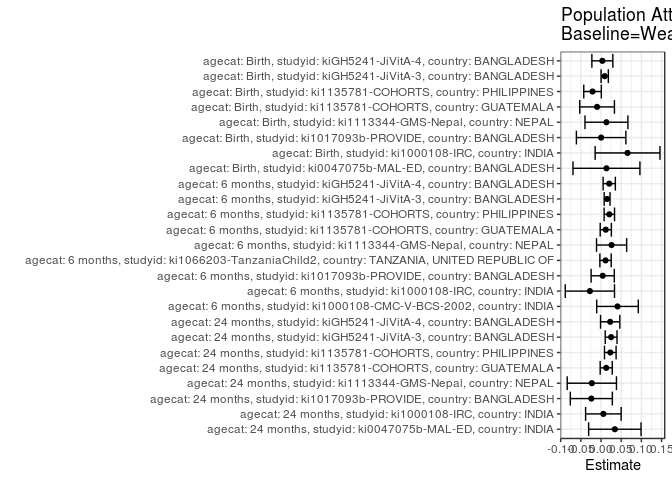 Population Att
Baseline=Wea
agecat: Birth, studyid: kiGH5241-JiVitA-4, country: BANGLADESH
agecat: Birth, studyid: kiGH5241-JiVitA-3, country: BANGLADESH
agecat: Birth, studyid: ki1135781-COHORTS, country: PHILIPPINES
agecat: Birth, studyid: ki1135781-COHORTS, country: GUATEMALA
agecat: Birth, studyid: ki1113344-GMS-Nepal, country: NEPAL
agecat: Birth, studyid: ki1017093b-PROVIDE, country: BANGLADESH
agecat: Birth, studyid: ki1000108-IRC, country: INDIA
agecat: Birth, studyid: ki0047075b-MAL-ED, country: INDIA
agecat: 6 months, studyid: kiGH5241-JiVitA-4, country: BANGLADESH
agecat: 6 months, studyid: kiGH5241-JiVitA-3, country: BANGLADESH
agecat: 6 months, studyid: ki1135781-COHORTS, country: PHILIPPINES
agecat: 6 months, studyid: ki1135781-COHORTS, country: GUATEMALA
agecat: 6 months, studyid: ki1113344-GMS-Nepal, country: NEPAL
agecat: 6 months, studyid: ki1066203-TanzaniaChild2, country: TANZANIA, UNITED REPUBLIC OF
agecat: 6 months, studyid: ki1017093b-PROVIDE, country: BANGLADESH
agecat: 6 months, studyid: ki1000108-IRC, country: INDIA
agecat: 6 months, studyid: ki1000108-CMC-V-BCS-2002, country: INDIA
agecat: 24 months, studyid: kiGH5241-JiVitA-4, country: BANGLADESH
agecat: 24 months, studyid: kiGH5241-JiVitA-3, country: BANGLADESH
agecat: 24 months, studyid: ki1135781-COHORTS, country: PHILIPPINES
agecat: 24 months, studyid: ki1135781-COHORTS, country: GUATEMALA
agecat: 24 months, studyid: ki1113344-GMS-Nepal, country: NEPAL
agecat: 24 months, studyid: ki1017093b-PROVIDE, country: BANGLADESH
agecat: 24 months, studyid: ki1000108-IRC, country: INDIA
agecat: 24 months, studyid: ki0047075b-MAL-ED, country: INDIA
-0.10 -0.05 0.00 0.05 0.10 0.15
Estimate